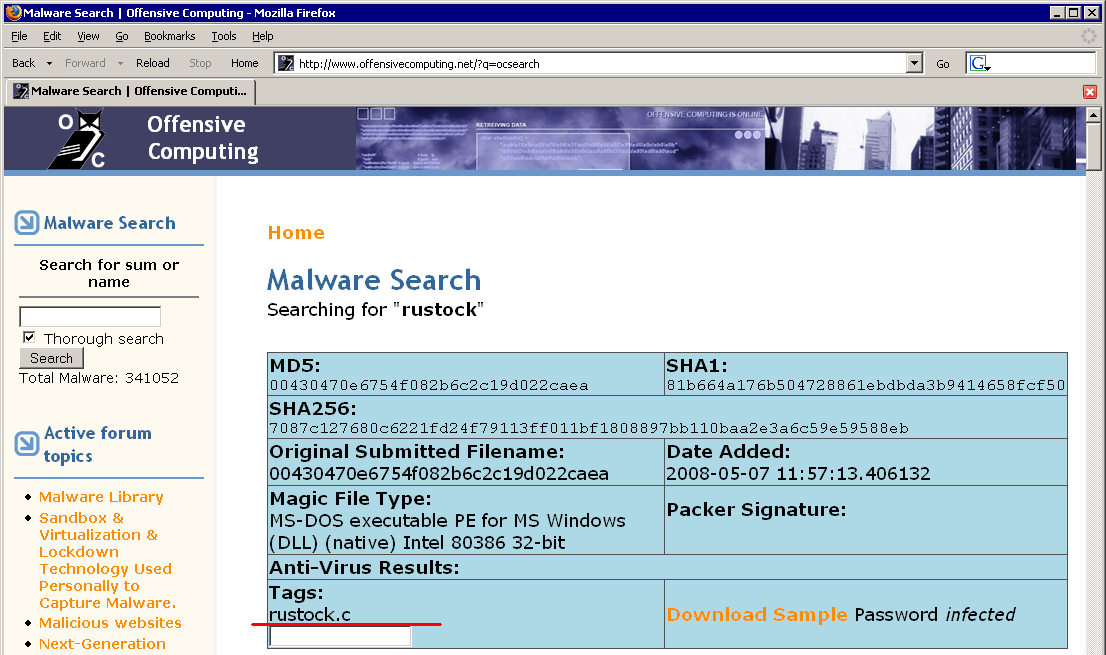 Malware Search | Offensive Computing - Mozilla Firefox
File Edit View Go Bookmarks Tools Help
Back Forward Reload Stop Home http://www.offensivecomputing.net/?q=ocsearch Go G
Malware Search | Offensive Computi...
O C
Offensive
Computing
RETREIVING DATA
OFFENSIVE COMPUTING IS ONLINE
Malware Search
Search for sum or
name
Thorough search
Search
Total Malware: 341052
Active forum
topics
Malware Library
Sandbox &
Virtualization &
Lockdown
Technology Used
Personally to
Capture Malware.
Malicious websites
Next-Generation
Home
Malware Search
Searching for "rustock"
MD5:
00430470e6754f082b6c2c19d022caea
SHA1:
81b664a176b504728861ebdbda3b9414658fcf50
SHA256:
7087c127680c6221fd24f79113ff011bf1808897bb110baa2e3a6c59e59588eb
Original Submitted Filename:
00430470e6754f082b6c2c19d022caea
Date Added:
2008-05-07 11:57:13.406132
Magic File Type:
MS-DOS executable PE for MS Windows
(DLL) (native) Intel 80386 32-bit
Packer Signature:
Anti-Virus Results:
Tags:
rustock.c
Download Sample Password infected